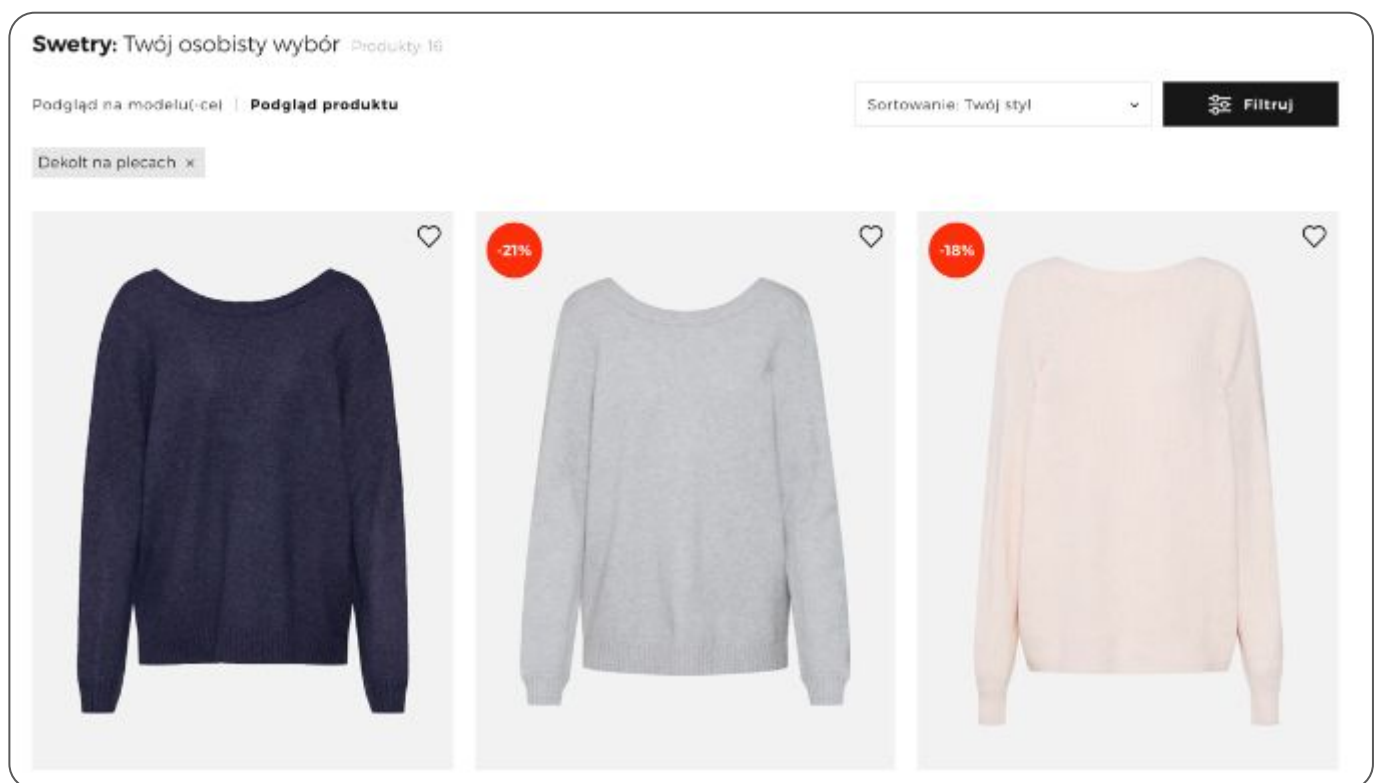 Swetry: Twój osobisty wybór Produkty 16
Podgląd na modelu(-ce) | Podgląd produktu
Sortowanie: Twój styl
Filtruj
Dekolt na plecach ×
-21%
-18%